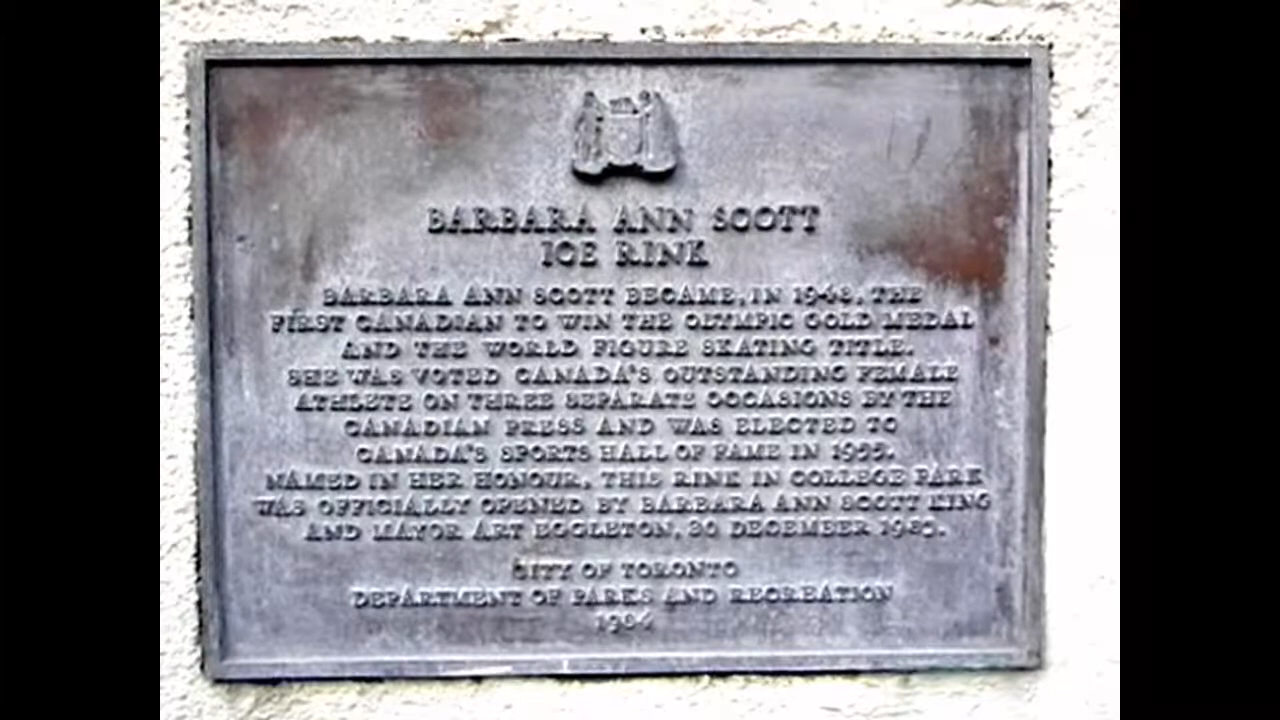 BARBARA ANN SCOTT
ICE RINK
BARBARA ANN SCOTT BECAME, IN 1948, THE
FIRST CANADIAN TO WIN THE OLYMPIC GOLD MEDAL
AND THE WORLD FIGURE SKATING TITLE.
SHE WAS VOTED CANADA'S OUTSTANDING FEMALE
ATHLETE ON THREE SEPARATE OCCASIONS BY THE
CANADIAN PRESS AND WAS ELECTED TO
CANADA'S SPORTS HALL OF FAME IN 1955.
NAMED IN HER HONOUR, THIS RINK IN COLLEGE PARK
WAS OFFICIALLY OPENED BY BARBARA ANN SCOTT KING
AND MAYOR ART EGGLETON, DECEMBER
CITY OF TORONTO
DEPARTMENT OF PARKS AND RECREATION
1984